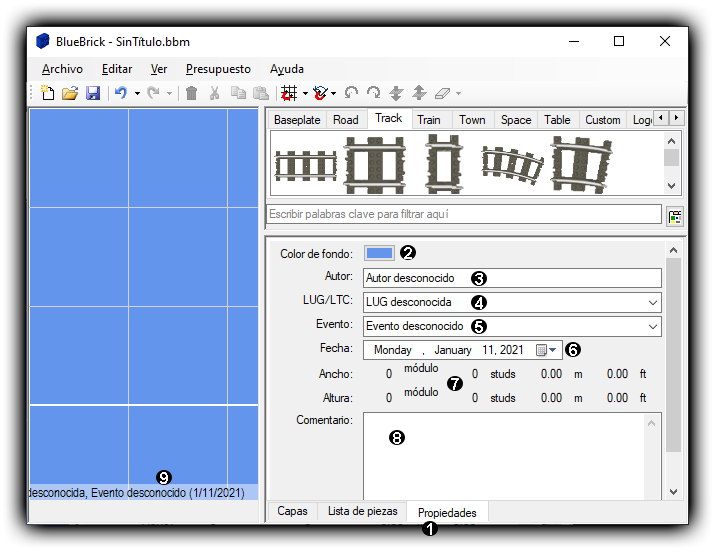 BlueBrick - SinTítulo.bbm
Archivo Editar Ver Presupuesto Ayuda
Baseplate Road Track Train Town Space Table Custom Logo
Escribir palabras clave para filtrar aquí
Color de fondo: 2
Autor: Autor desconocido 3
LUG/LTC: LUG desconocida 4
Evento: Evento desconocido 5
Fecha: Monday , January 11, 2021 6
Ancho: 0 módulo 0 studs 0.00 m 0.00 ft
7
Altura: 0 módulo 0 studs 0.00 m 0.00 ft
Comentario:
8
9
desconocida, Evento desconocido (1/11/2021)
Capas Lista de piezas Propiedades
1